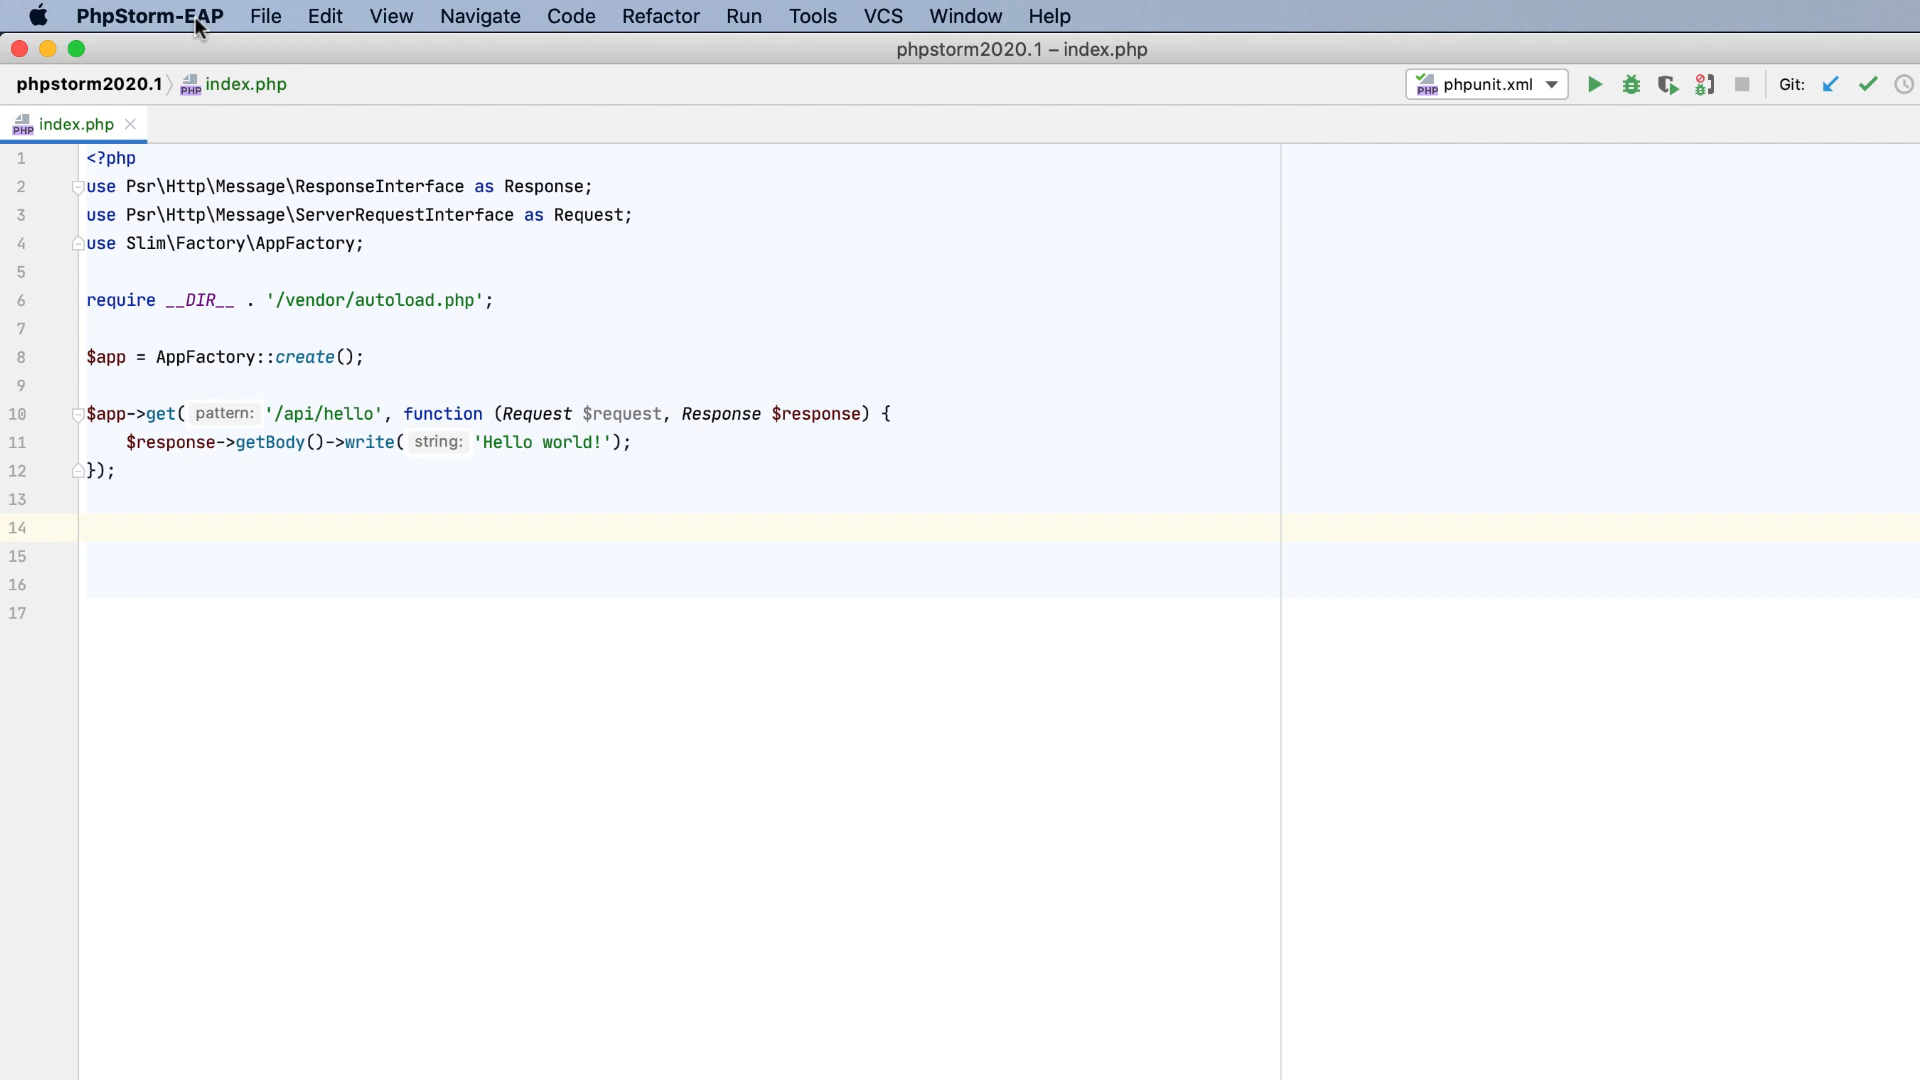 PhpStorm-EAP File Edit View Navigate Code Refactor Run Tools VCS Window Help
phpstorm2020.1 – index.php
phpstorm2020.1 PHP index.php PHP phpunit.xml Git:
PHP index.php
1 <?php
2 use Psr\Http\Message\ResponseInterface as Response;
3 use Psr\Http\Message\ServerRequestInterface as Request;
4 use Slim\Factory\AppFactory;
5
6 require __DIR__ . '/vendor/autoload.php';
7
8 $app = AppFactory::create();
9
10 $app->get( pattern: '/api/hello', function (Request $request, Response $response) {
11 $response->getBody()->write( string: 'Hello world!');
12 });
13
14
15
16
17